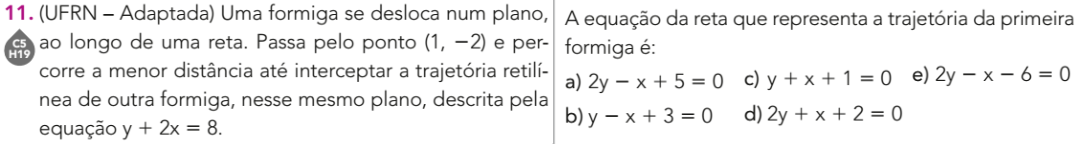 11. (UFRN – Adaptada) Uma formiga se desloca num plano,
C5
H19
ao longo de uma reta. Passa pelo ponto (1, −2) e per-
corre a menor distância até interceptar a trajetória retilí-
nea de outra formiga, nesse mesmo plano, descrita pela
equação y + 2x = 8.
A equação da reta que representa a trajetória da primeira
formiga é:
a) 2y − x + 5 = 0 c) y + x + 1 = 0 e) 2y − x − 6 = 0
b) y − x + 3 = 0 d) 2y + x + 2 = 0